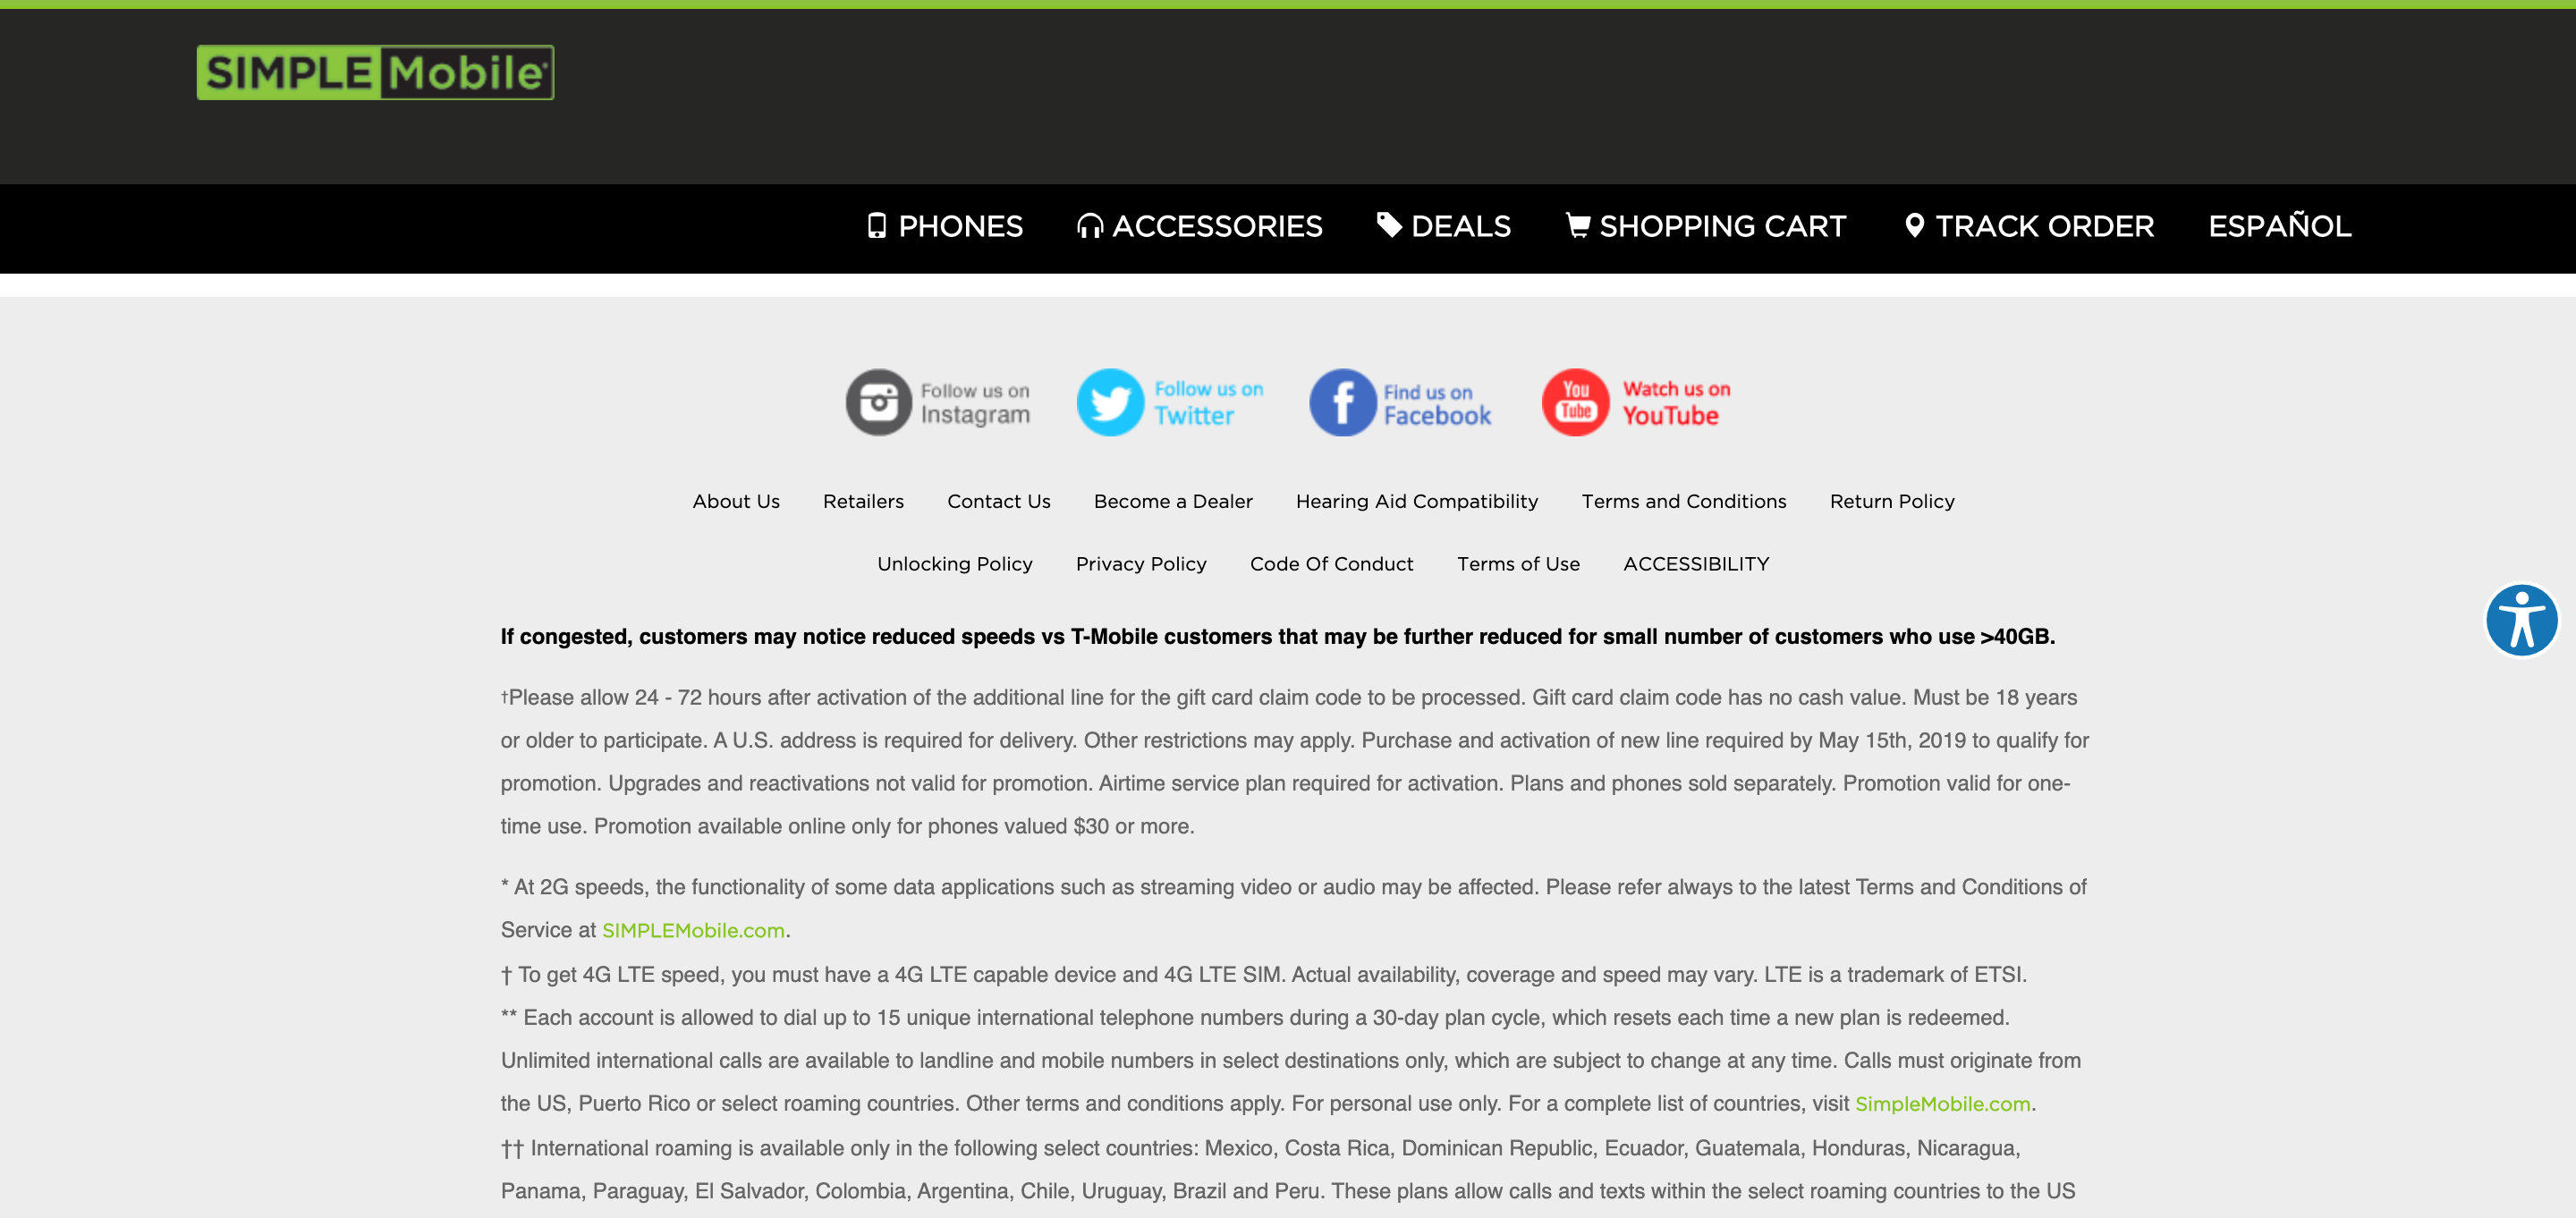 SIMPLE Mobile
PHONES ACCESSORIES DEALS SHOPPING CART TRACK ORDER ESPAÑOL
Follow us on Instagram
Follow us on Twitter
Find us on Facebook
You Tube Watch us on YouTube
About Us Retailers Contact Us Become a Dealer Hearing Aid Compatibility Terms and Conditions Return Policy
Unlocking Policy Privacy Policy Code Of Conduct Terms of Use ACCESSIBILITY
If congested, customers may notice reduced speeds vs T-Mobile customers that may be further reduced for small number of customers who use >40GB.
†Please allow 24 - 72 hours after activation of the additional line for the gift card claim code to be processed. Gift card claim code has no cash value. Must be 18 years
or older to participate. A U.S. address is required for delivery. Other restrictions may apply. Purchase and activation of new line required by May 15th, 2019 to qualify for
promotion. Upgrades and reactivations not valid for promotion. Airtime service plan required for activation. Plans and phones sold separately. Promotion valid for one-
time use. Promotion available online only for phones valued $30 or more.
* At 2G speeds, the functionality of some data applications such as streaming video or audio may be affected. Please refer always to the latest Terms and Conditions of
Service at SIMPLEMobile.com.
† To get 4G LTE speed, you must have a 4G LTE capable device and 4G LTE SIM. Actual availability, coverage and speed may vary. LTE is a trademark of ETSI.
** Each account is allowed to dial up to 15 unique international telephone numbers during a 30-day plan cycle, which resets each time a new plan is redeemed.
Unlimited international calls are available to landline and mobile numbers in select destinations only, which are subject to change at any time. Calls must originate from
the US, Puerto Rico or select roaming countries. Other terms and conditions apply. For personal use only. For a complete list of countries, visit SimpleMobile.com.
†† International roaming is available only in the following select countries: Mexico, Costa Rica, Dominican Republic, Ecuador, Guatemala, Honduras, Nicaragua,
Panama, Paraguay, El Salvador, Colombia, Argentina, Chile, Uruguay, Brazil and Peru. These plans allow calls and texts within the select roaming countries to the US